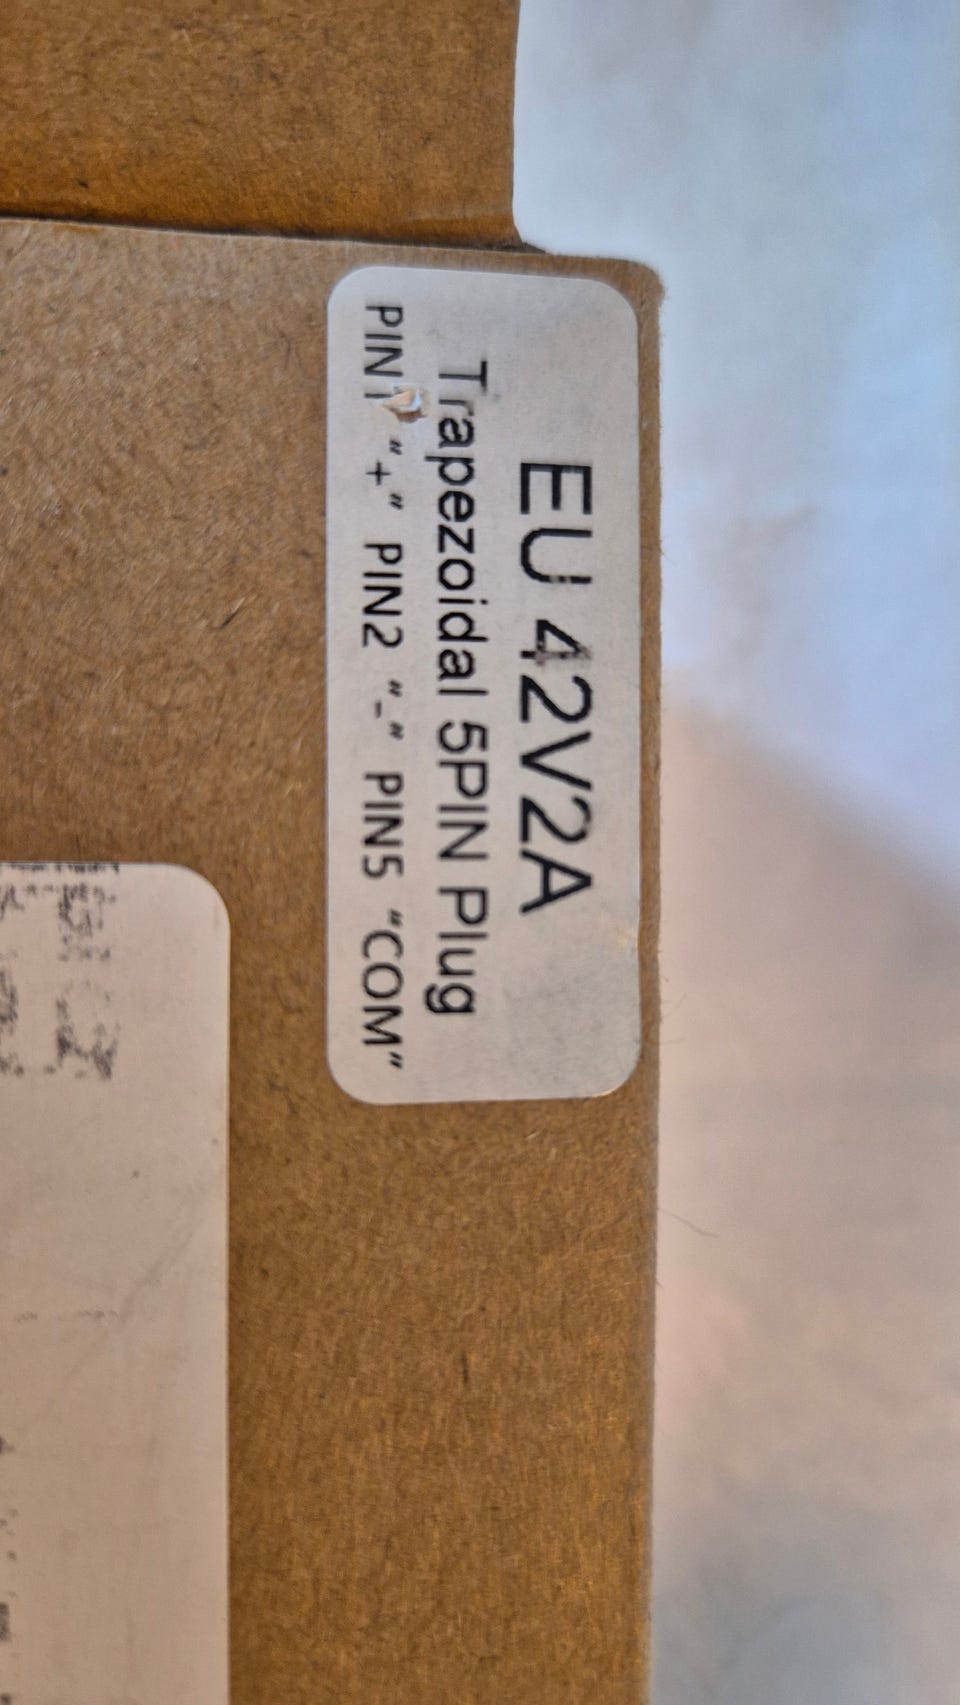 EU 42V2A
Trapezoidal 5PIN Plug
PIN1 "+" PIN2 "-" PIN5 "COM"